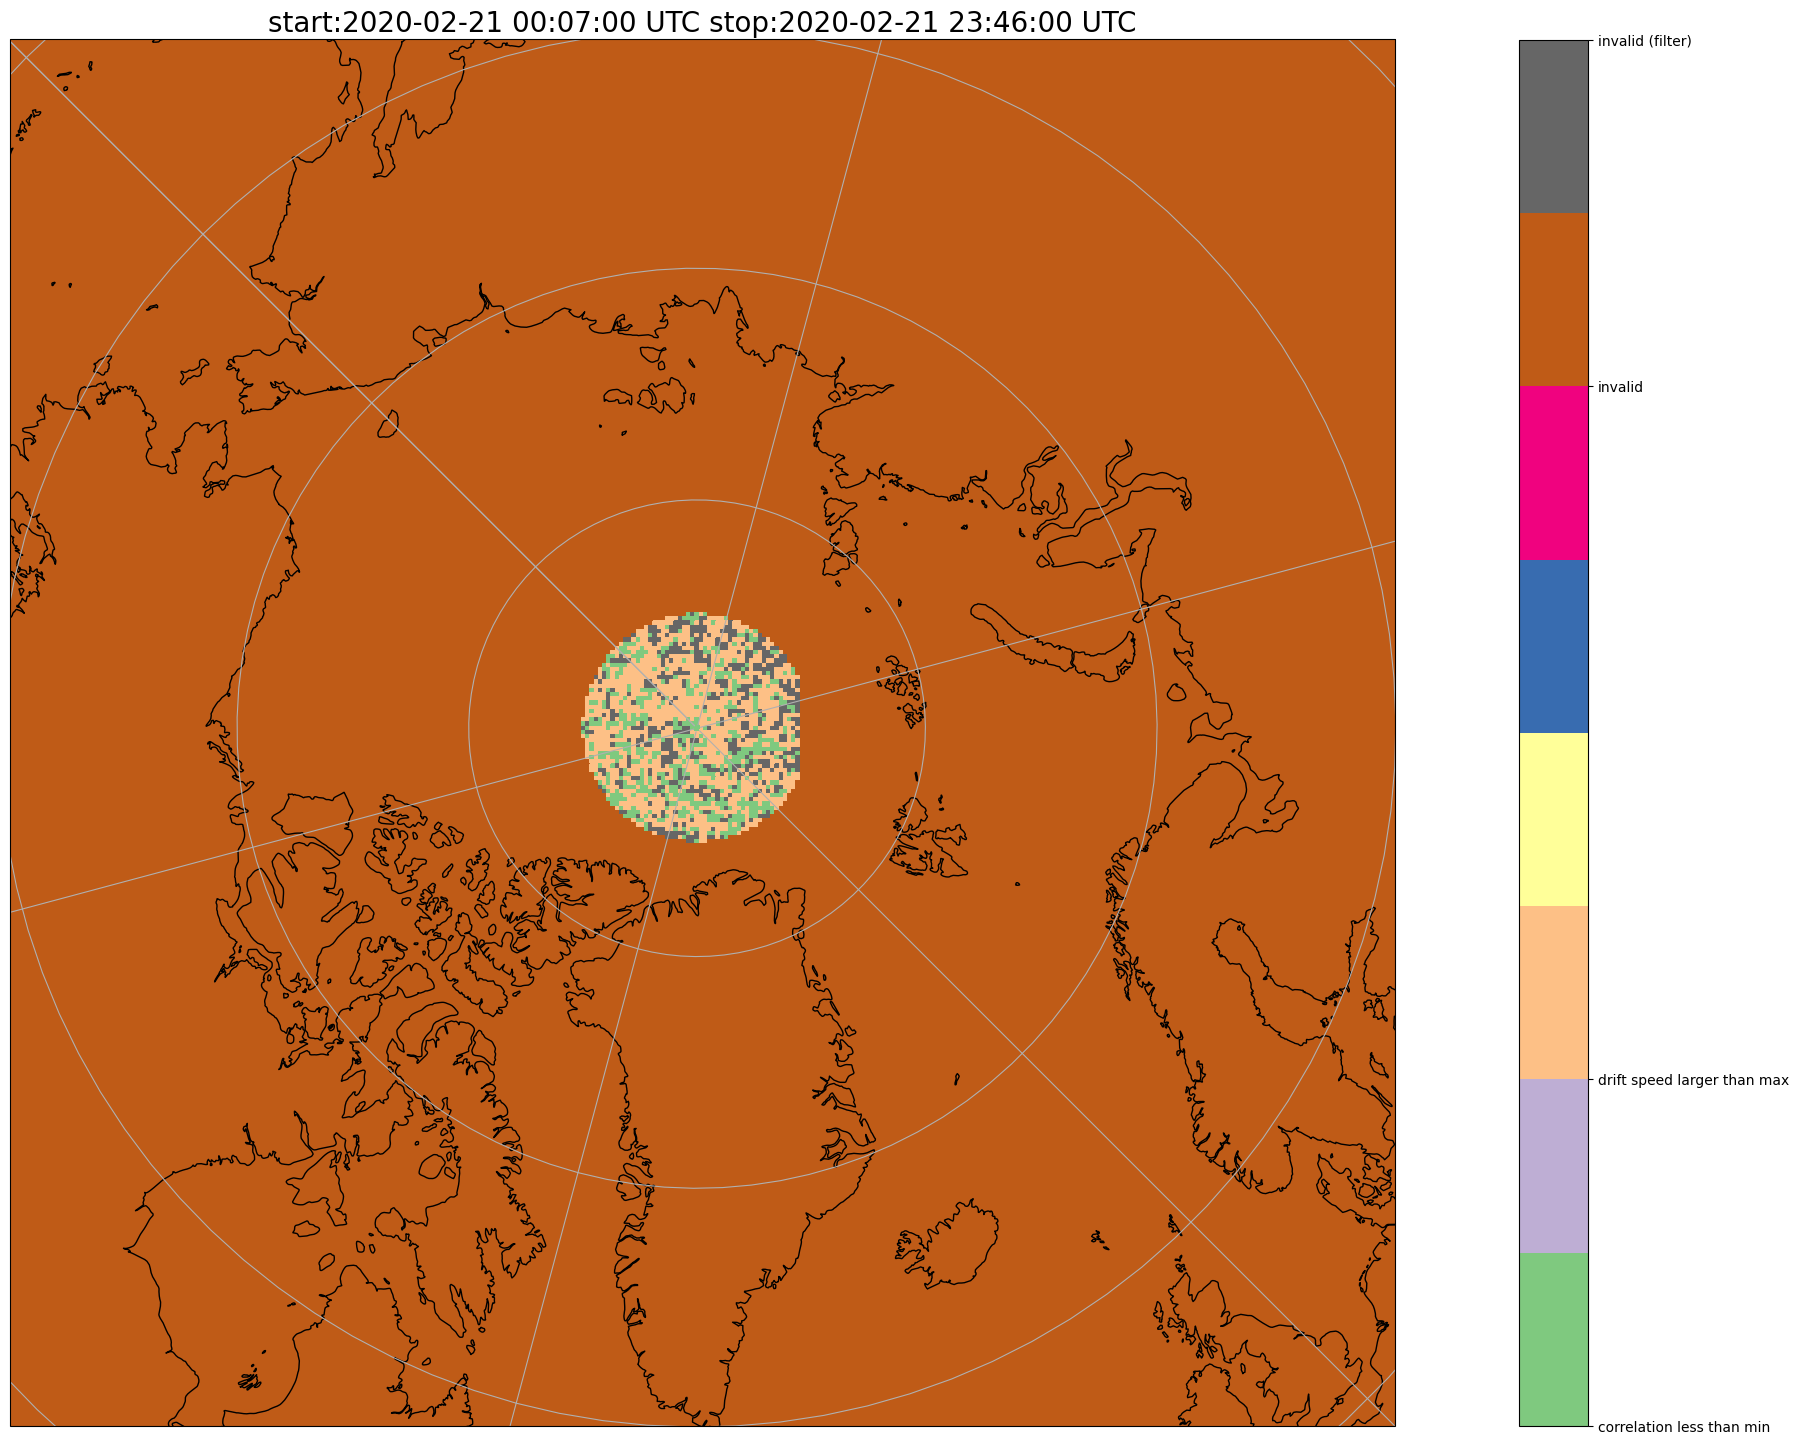 start:2020-02-21 00:07:00 UTC stop:2020-02-21 23:46:00 UTC
invalid (filter)
invalid
drift speed larger than max
correlation less than min